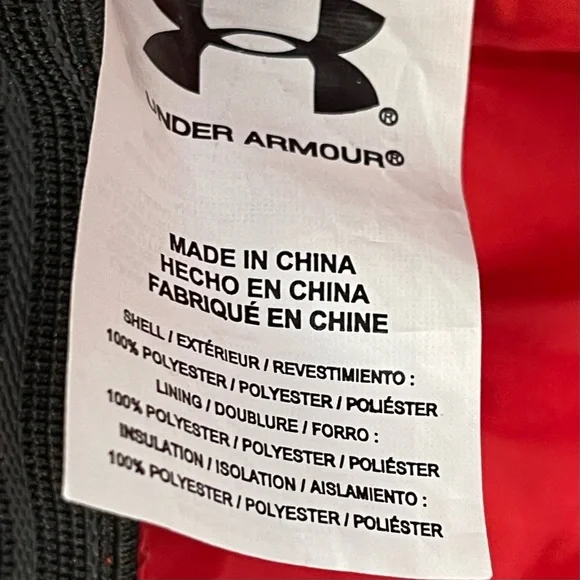 UNDER ARMOUR®
MADE IN CHINA
HECHO EN CHINA
FABRIQUÉ EN CHINE
SHELL / EXTÉRIEUR / REVESTIMIENTO :
100% POLYESTER / POLYESTER / POLIÉSTER
LINING / DOUBLURE / FORRO :
100% POLYESTER / POLYESTER / POLIÉSTER
INSULATION / ISOLATION / AISLAMIENTO :
100% POLYESTER / POLYESTER / POLIÉSTER